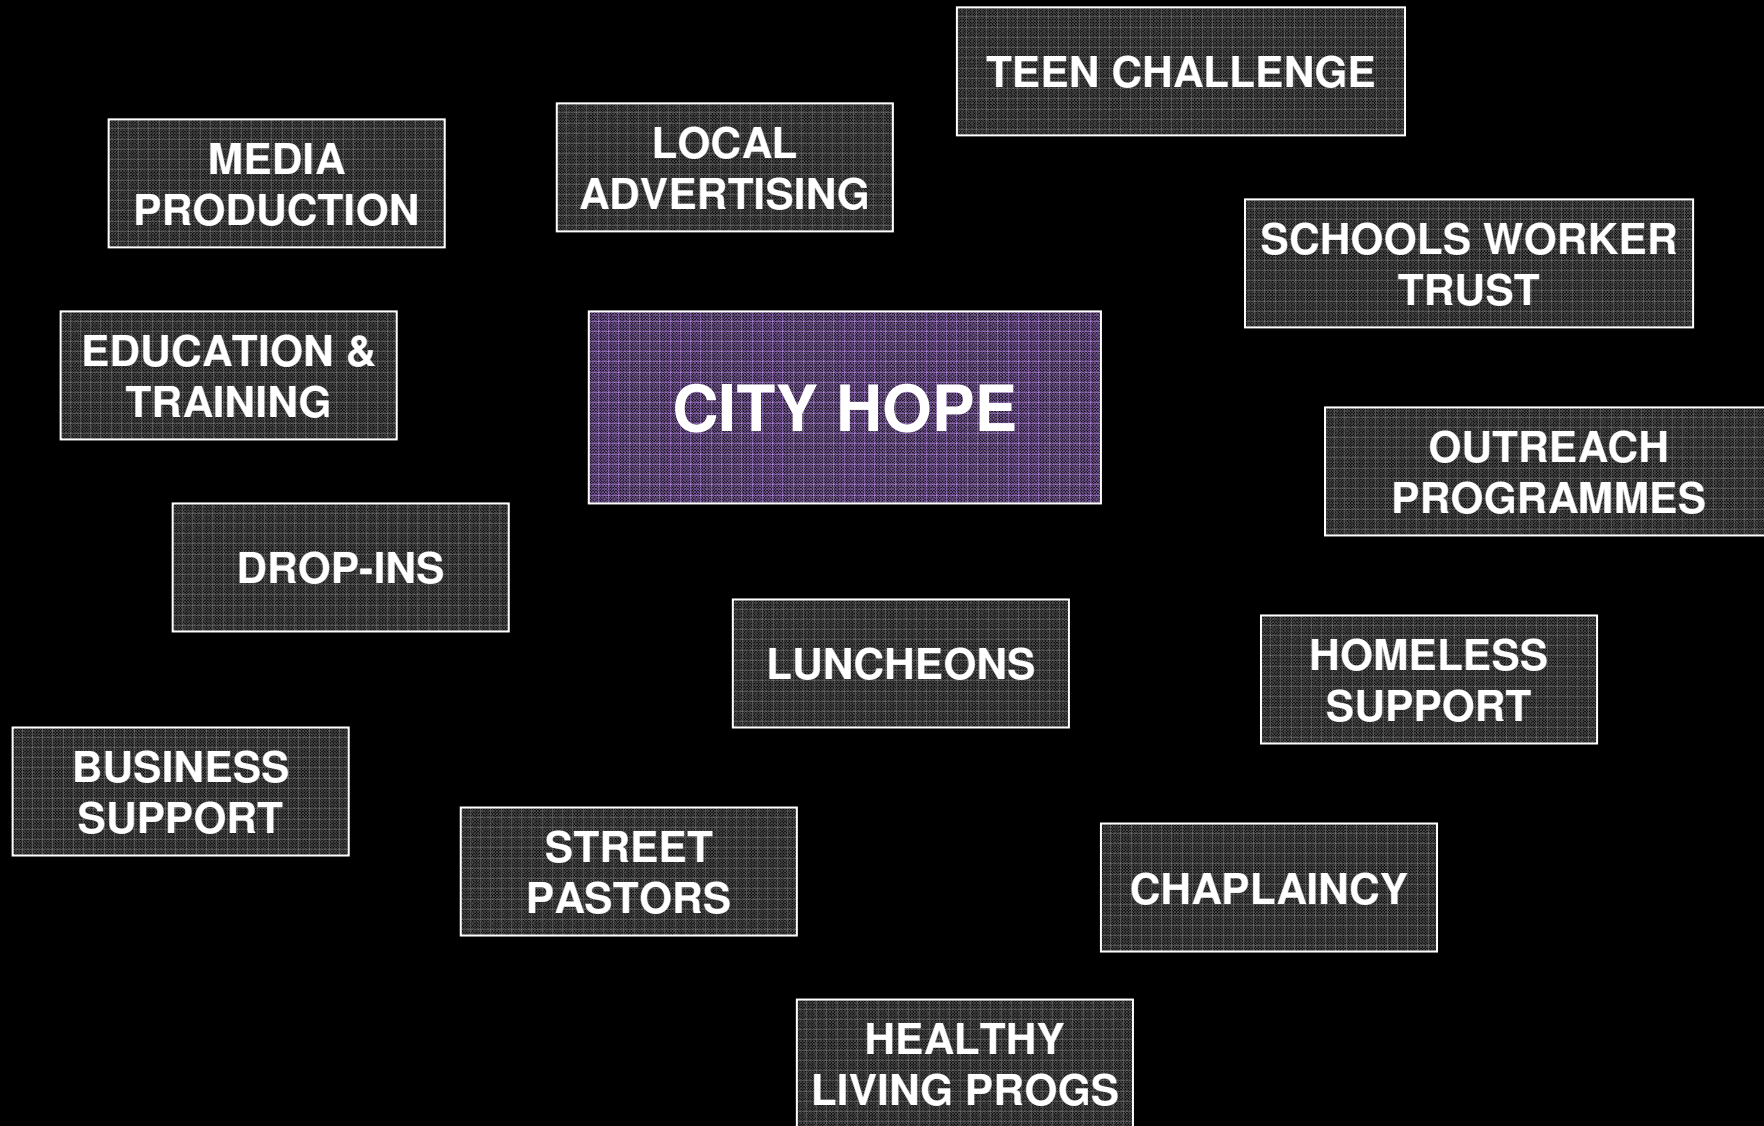 TEEN CHALLENGE
MEDIA
PRODUCTION
LOCAL
ADVERTISING
SCHOOLS WORKER
TRUST
EDUCATION &
TRAINING
CITY HOPE
OUTREACH
PROGRAMMES
DROP-INS
LUNCHEONS
HOMELESS
SUPPORT
BUSINESS
SUPPORT
STREET
PASTORS
CHAPLAINCY
HEALTHY
LIVING PROGS